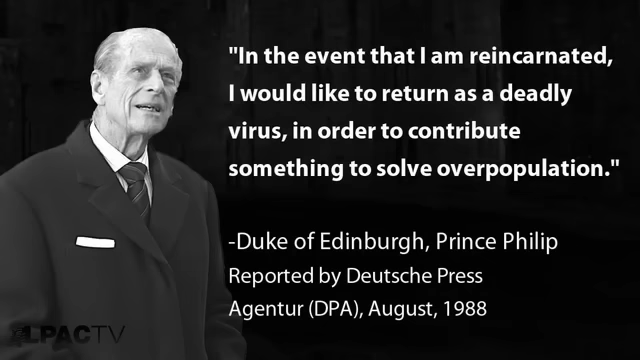 "In the event that I am reincarnated,
I would like to return as a deadly
virus, in order to contribute
something to solve overpopulation."
-Duke of Edinburgh, Prince Philip
Reported by Deutsche Press
Agentur (DPA), August, 1988
LPACTV